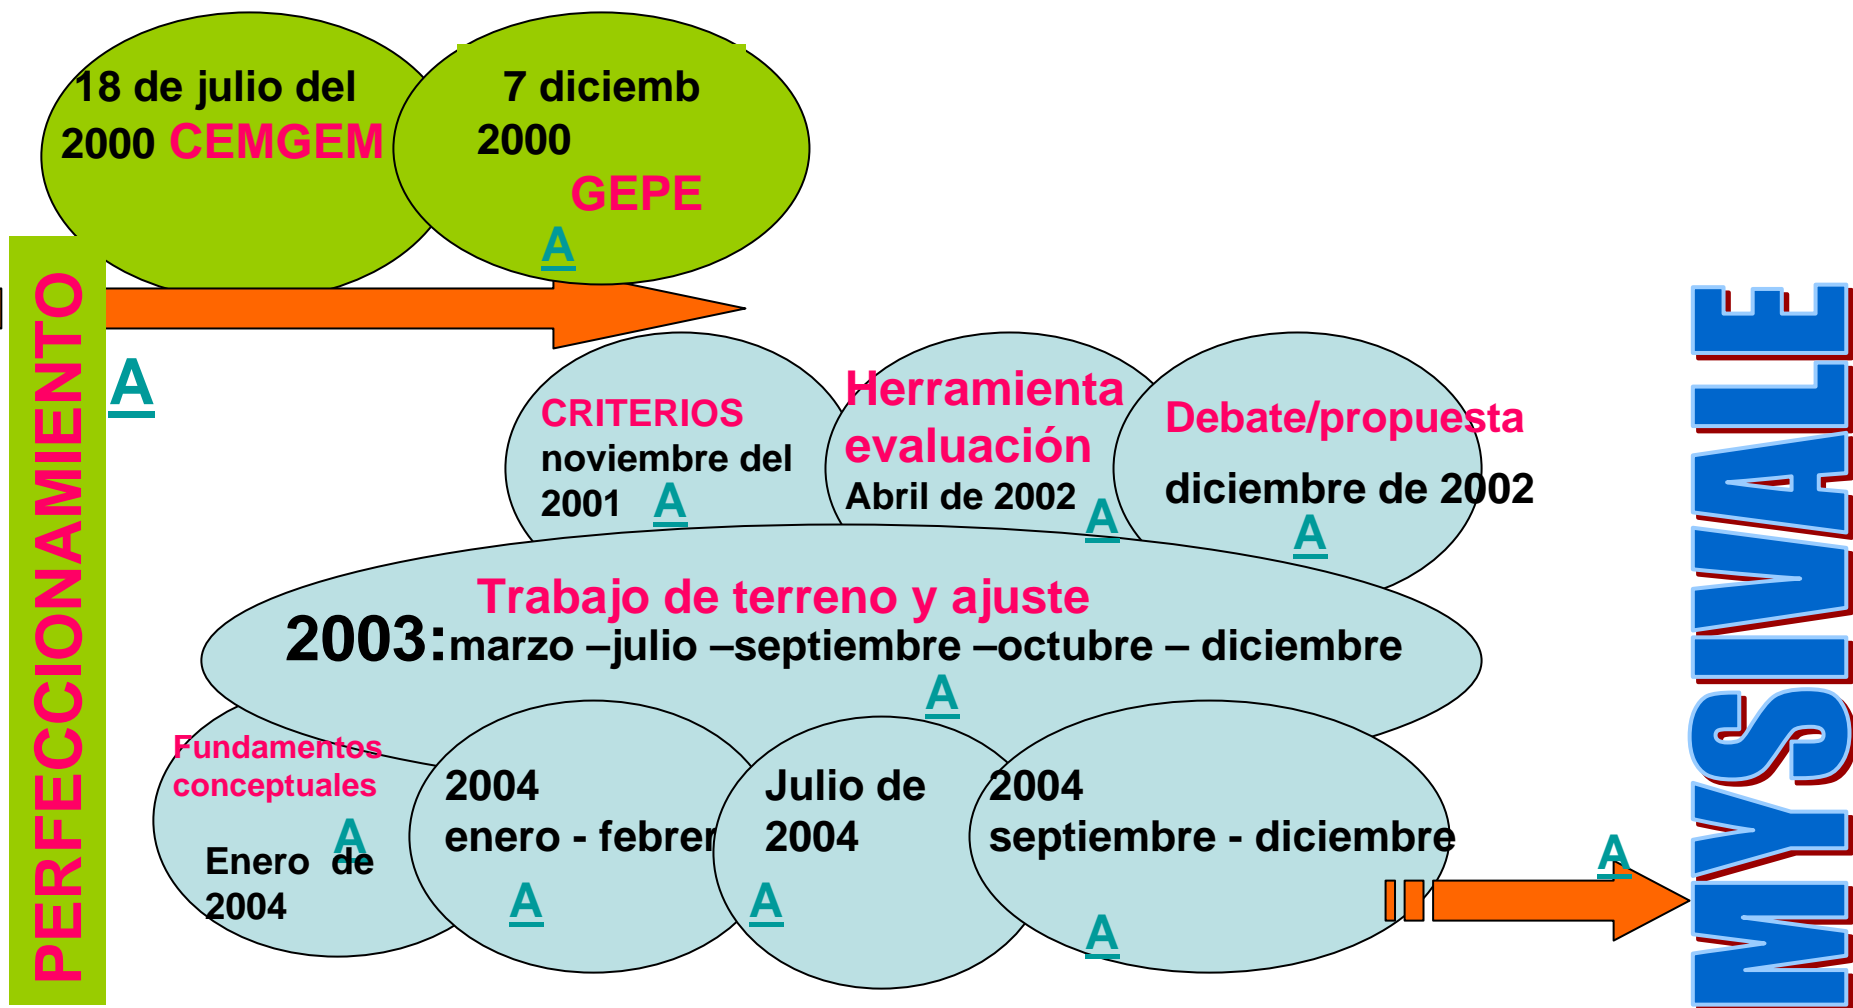 18 de julio del
2000 CEMGEM
7 diciemb
2000
GEPE
A
PERFECCIONAMIENTO
A
CRITERIOS
noviembre del
2001 A
Herramienta
evaluación
Abril de 2002 A
Debate/propuesta
diciembre de 2002
A
Trabajo de terreno y ajuste
2003:marzo –julio –septiembre –octubre – diciembre
A
Fundamentos
conceptuales
A
Enero de
2004
2004
enero - febrer
A
Julio de
2004
A
2004
septiembre - diciembre
A
A
MYSIVALE